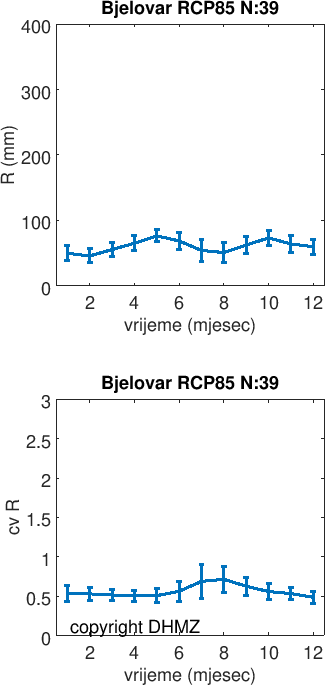 Bjelovar RCP85 N:39
400
300
200
100
0
R (mm)
2 4 6 8 10 12
vrijeme (mjesec)
Bjelovar RCP85 N:39
3
2.5
2
1.5
1
0.5
0
cv R
copyright DHMZ
2 4 6 8 10 12
vrijeme (mjesec)